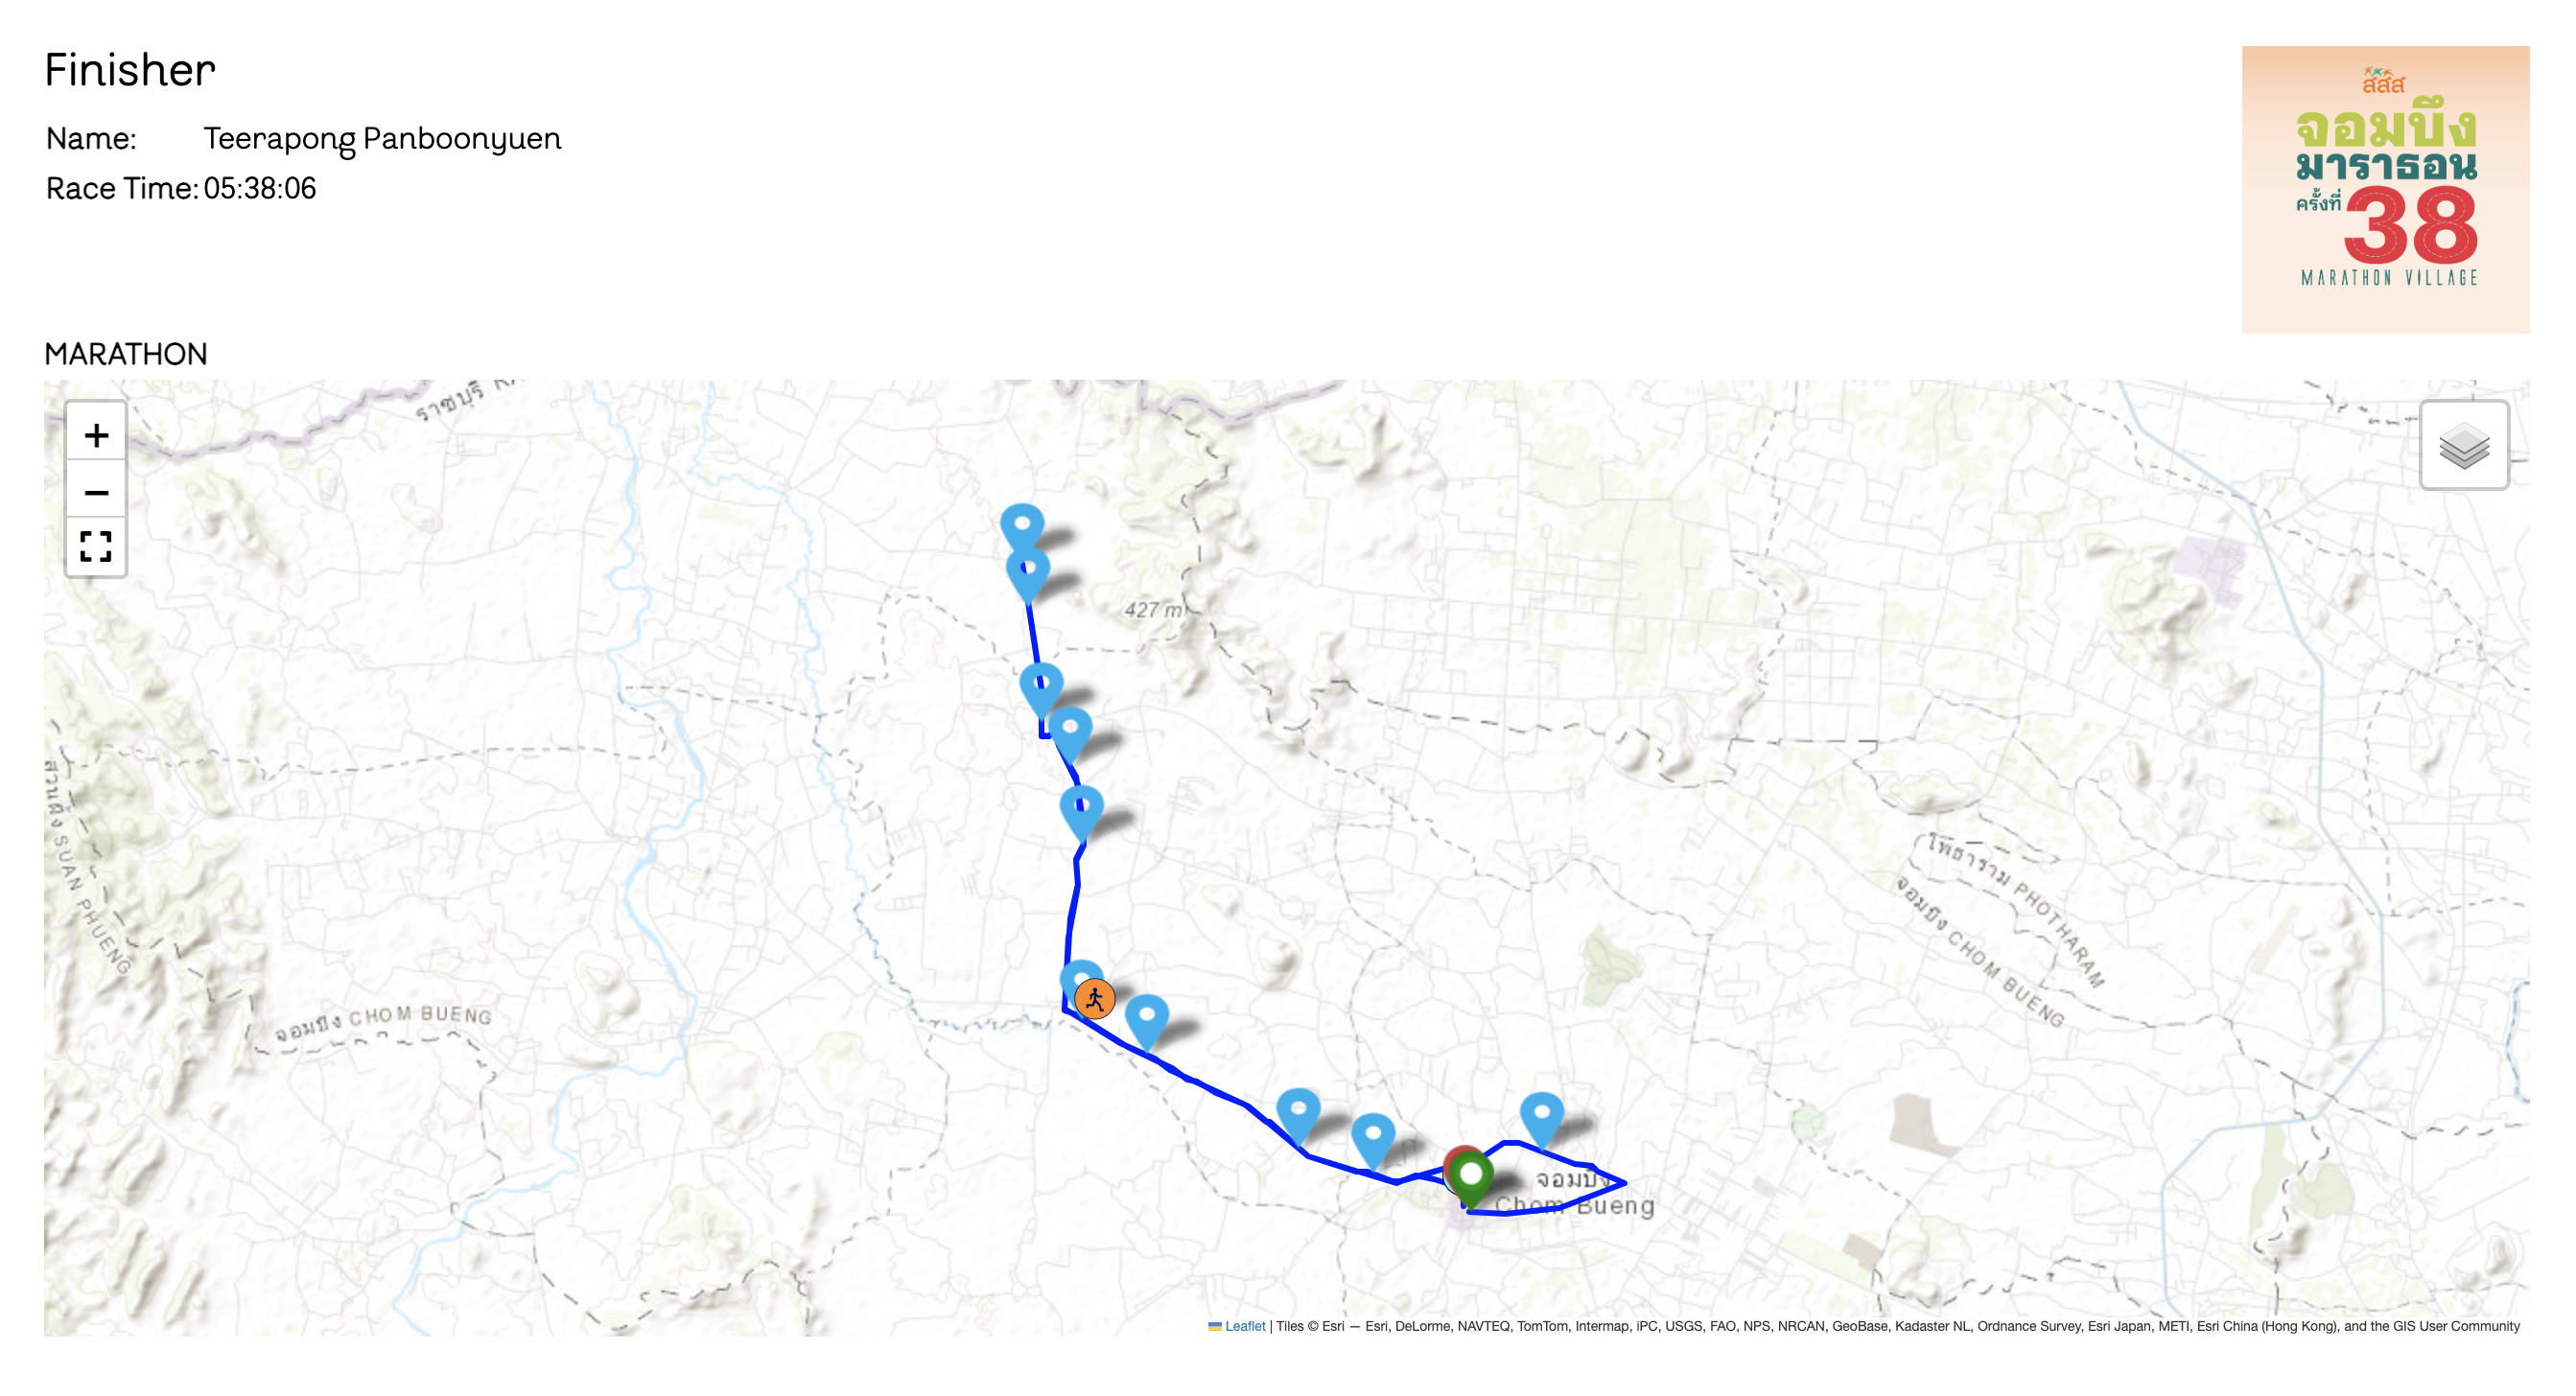 Finisher
Name: Teerapong Panboonyuen
Race Time: 05:38:06
สสส
จอมบึง
มาราธอน
ครั้งที่ 38
MARATHON VILLAGE
MARATHON
+
−
ราชบุรี
427 m
สวนผึ้ง SUAN PHUENG
จอมบึง CHOM BUENG
โพธาราม PHOTHARAM
จอมบึง CHOM BUENG
จอมบึง
Chom Bueng
Leaflet | Tiles © Esri — Esri, DeLorme, NAVTEQ, TomTom, Intermap, iPC, USGS, FAO, NPS, NRCAN, GeoBase, Kadaster NL, Ordnance Survey, Esri Japan, METI, Esri China (Hong Kong), and the GIS User Community